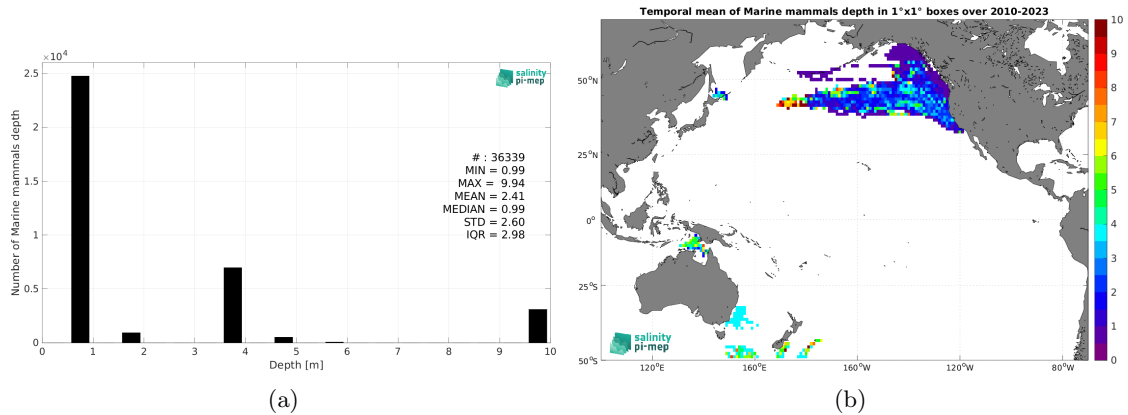 ×10⁴
2.5
2
1.5
1
0.5
0
0 1 2 3 4 5 6 7 8 9 10
Number of Marine mammals depth
Depth [m]
salinity
pi-mep
# : 36339
MIN = 0.99
MAX = 9.94
MEAN = 2.41
MEDIAN = 0.99
STD = 2.60
IQR = 2.98
(a)
Temporal mean of Marine mammals depth in 1°x1° boxes over 2010-2023
50°N
25°N
0°
25°S
50°S
120°E 160°E 160°W 120°W 80°W
salinity
pi-mep
10
9
8
7
6
5
4
3
2
1
0
(b)